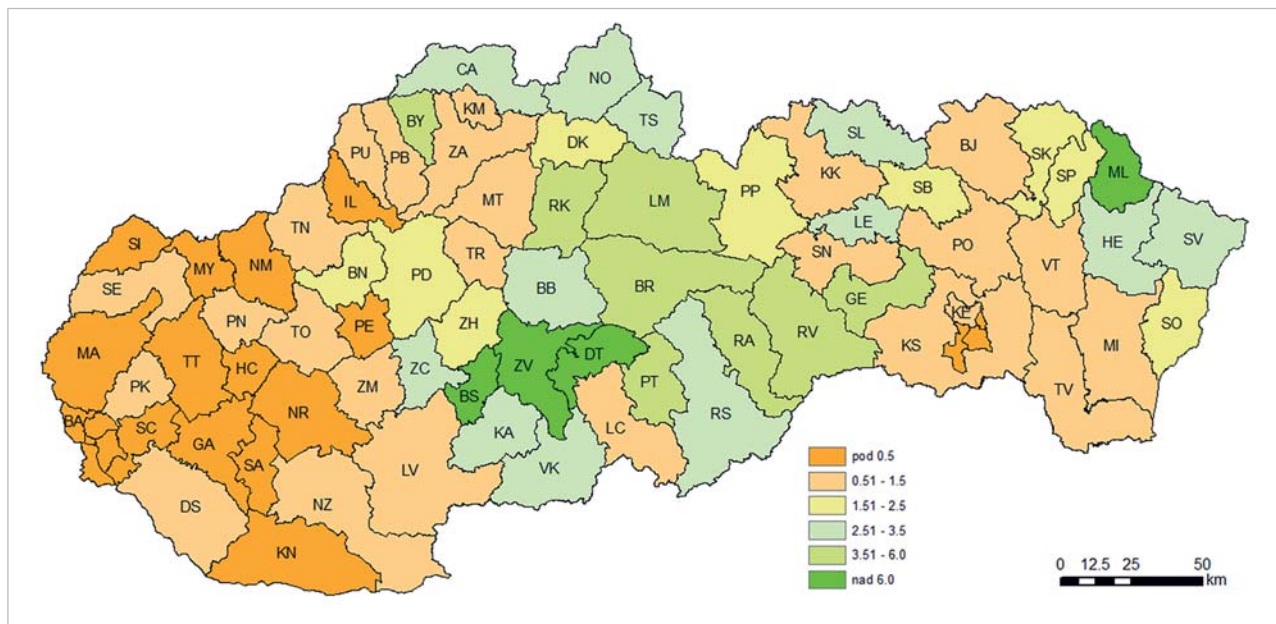 CA
NO
KM
BY
TS
PU
PB
ZA
DK
SL
BJ
SK
SP
ML
IL
MT
RK
LM
PP
KK
SB
TN
LE
HE
SV
SI
MY
NM
BN
PD
TR
SN
PO
VT
SE
BB
BR
GE
PN
TO
PE
ZH
KE
SO
MA
TT
HC
ZV
DT
RA
RV
KS
MI
PK
ZM
ZC
BS
PT
TV
BA
SC
NR
GA
SA
KA
LC
RS
LV
VK
DS
NZ
KN
pod 0.5
0.51 - 1.5
1.51 - 2.5
2.51 - 3.5
3.51 - 6.0
nad 6.0
0 12.5 25 50
km